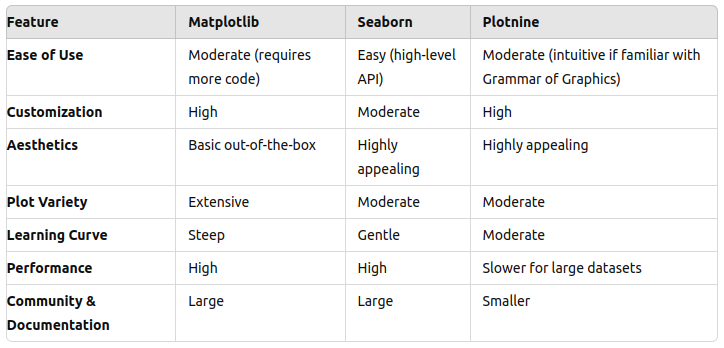 Feature Matplotlib Seaborn Plotnine
Ease of Use Moderate (requires Easy (high-level Moderate (intuitive if familiar with
more code) API) Grammar of Graphics)
Customization High Moderate High
Aesthetics Basic out-of-the-box Highly Highly appealing
appealing
Plot Variety Extensive Moderate Moderate
Learning Curve Steep Gentle Moderate
Performance High High Slower for large datasets
Community & Large Large Smaller
Documentation